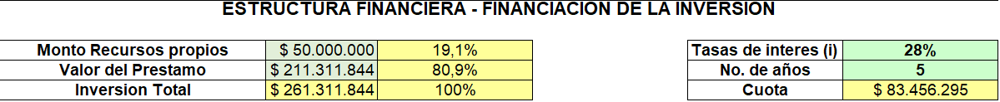 ESTRUCTURA FINANCIERA - FINANCIACION DE LA INVERSION
Monto Recursos propios $ 50.000.000 19,1% Tasas de interes (i) 28%
Valor del Prestamo $ 211.311.844 80,9% No. de años 5
Inversion Total $ 261.311.844 100% Cuota $ 83.456.295